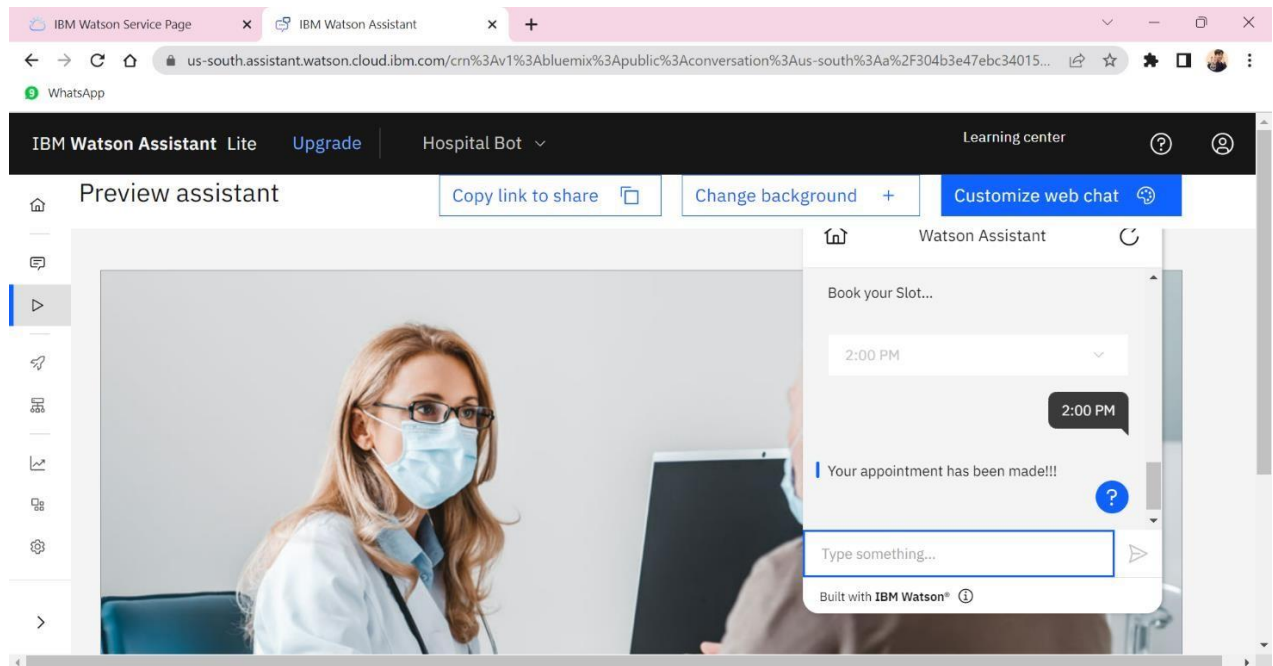 IBM Watson Service Page
IBM Watson Assistant
us-south.assistant.watson.cloud.ibm.com/crn%3Av1%3Abluemix%3Apublic%3Aconversation%3Aus-south%3Aa%2F304b3e47ebc34015...
9 WhatsApp
IBM Watson Assistant Lite Upgrade Hospital Bot Learning center
Preview assistant Copy link to share Change background + Customize web chat
Watson Assistant
Book your Slot...
2:00 PM
2:00 PM
Your appointment has been made!!!
?
Type something...
Built with IBM Watson®